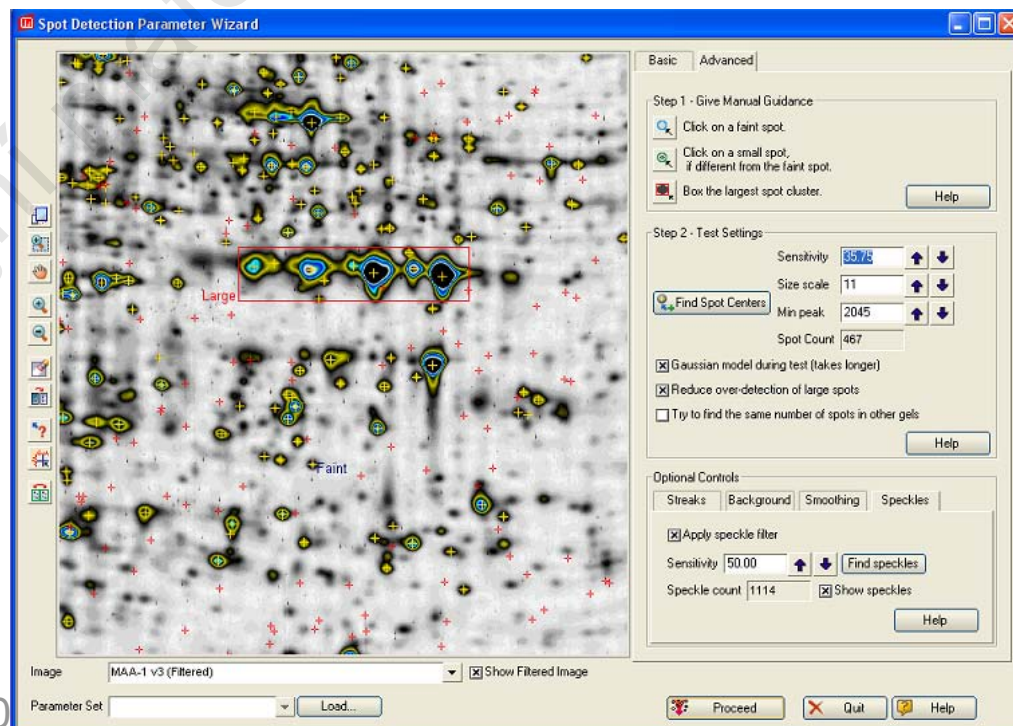 Spot Detection Parameter Wizard
Basic
Advanced
Step 1 - Give Manual Guidance
Click on a faint spot.
Click on a small spot,
if different from the faint spot.
Box the largest spot cluster.
Help
Step 2 - Test Settings
Sensitivity 35.75
Size scale 11
Find Spot Centers
Min peak 2045
Spot Count 467
Gaussian model during test (takes longer)
Reduce over-detection of large spots
Try to find the same number of spots in other gels
Help
Optional Controls
Streaks
Background
Smoothing
Speckles
Apply speckle filter
Sensitivity 50.00
Find speckles
Speckle count 1114
Show speckles
Help
Large
Faint
Image
MAA-1 v3 (Filtered)
Show Filtered Image
Parameter Set
Load...
Proceed
Quit
Help